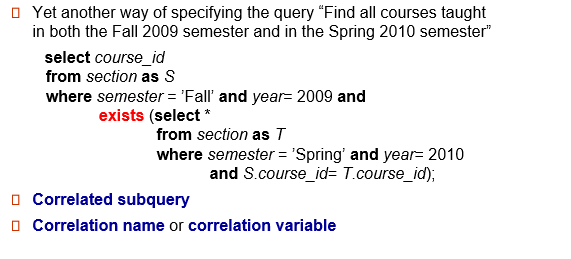 Yet another way of specifying the query “Find all courses taught
in both the Fall 2009 semester and in the Spring 2010 semester”
select course_id
from section as S
where semester = ’Fall’ and year= 2009 and
exists (select *
from section as T
where semester = ’Spring’ and year= 2010
and S.course_id= T.course_id);
Correlated subquery
Correlation name or correlation variable